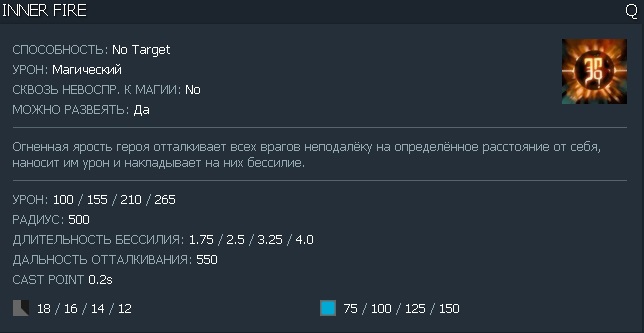 INNER FIRE Q
СПОСОБНОСТЬ: No Target
УРОН: Магический
СКВОЗЬ НЕВОСПР. К МАГИИ: No
МОЖНО РАЗВЕЯТЬ: Да
Огненная ярость героя отталкивает всех врагов неподалёку на определённое расстояние от себя,
наносит им урон и накладывает на них бессилие.
УРОН: 100 / 155 / 210 / 265
РАДИУС: 500
ДЛИТЕЛЬНОСТЬ БЕССИЛИЯ: 1.75 / 2.5 / 3.25 / 4.0
ДАЛЬНОСТЬ ОТТАЛКИВАНИЯ: 550
CAST POINT 0.2s
18 / 16 / 14 / 12 75 / 100 / 125 / 150